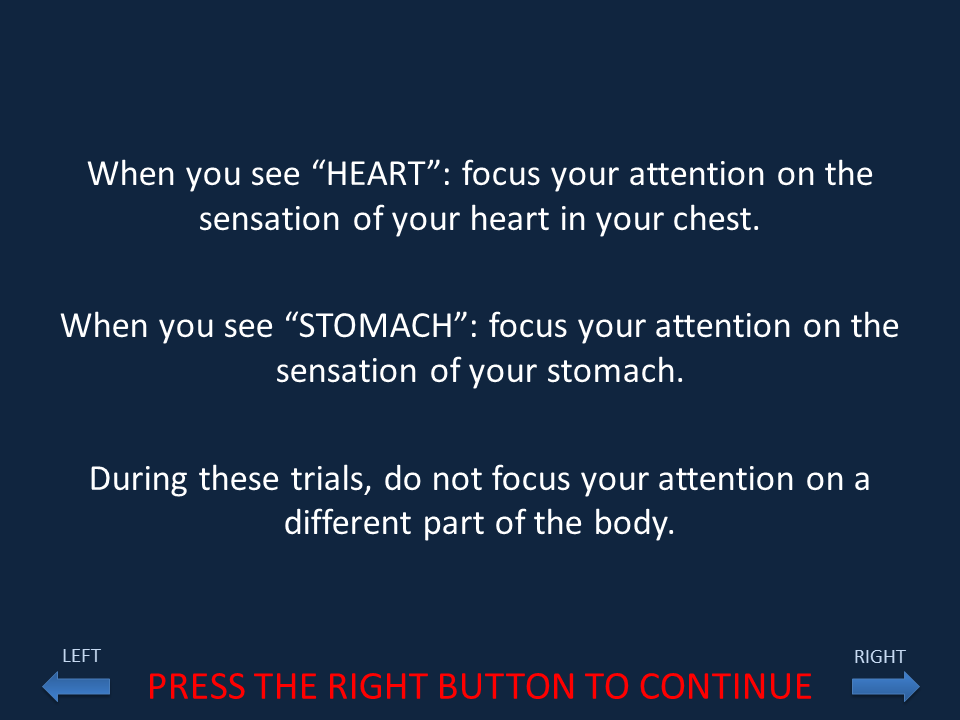 When you see “HEART”: focus your attention on the
sensation of your heart in your chest.
When you see “STOMACH”: focus your attention on the
sensation of your stomach.
During these trials, do not focus your attention on a
different part of the body.
LEFT
RIGHT
PRESS THE RIGHT BUTTON TO CONTINUE